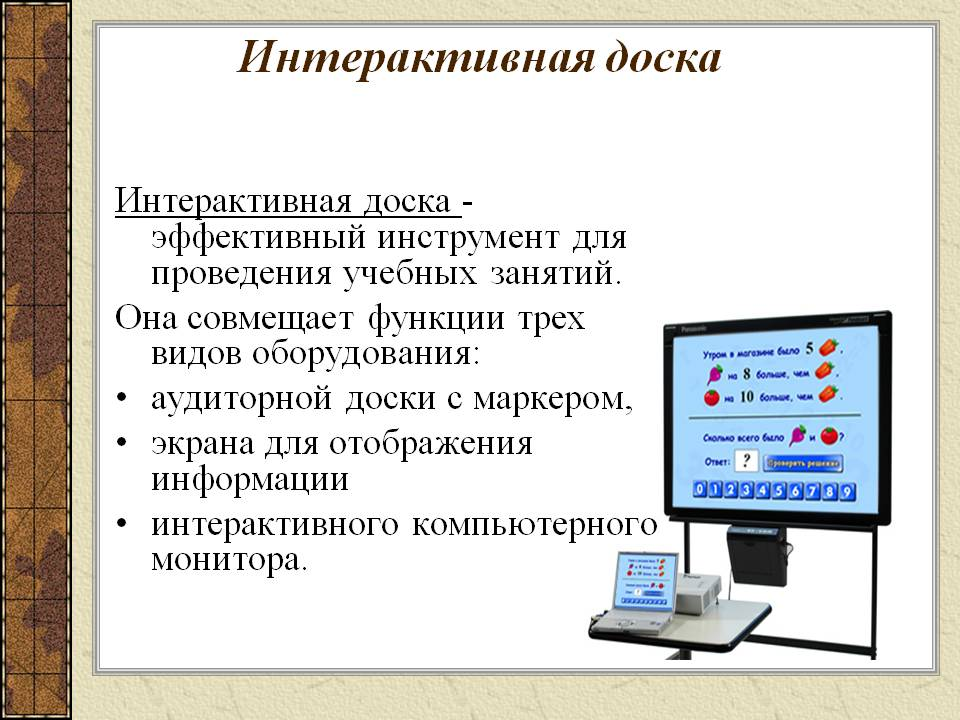 Интерактивная доска
Интерактивная доска -
эффективный инструмент для
проведения учебных занятий.
Она совмещает функции трех
видов оборудования:
• аудиторной доски с маркером,
• экрана для отображения
информации
• интерактивного компьютерного
монитора.
Panasonic
Утром в магазине было 5 .
на 8 больше, чем .
на 10 больше, чем .
Сколько всего было и ?
Ответ: ? Проверить решение
0 1 2 3 4 5 6 7 8 9